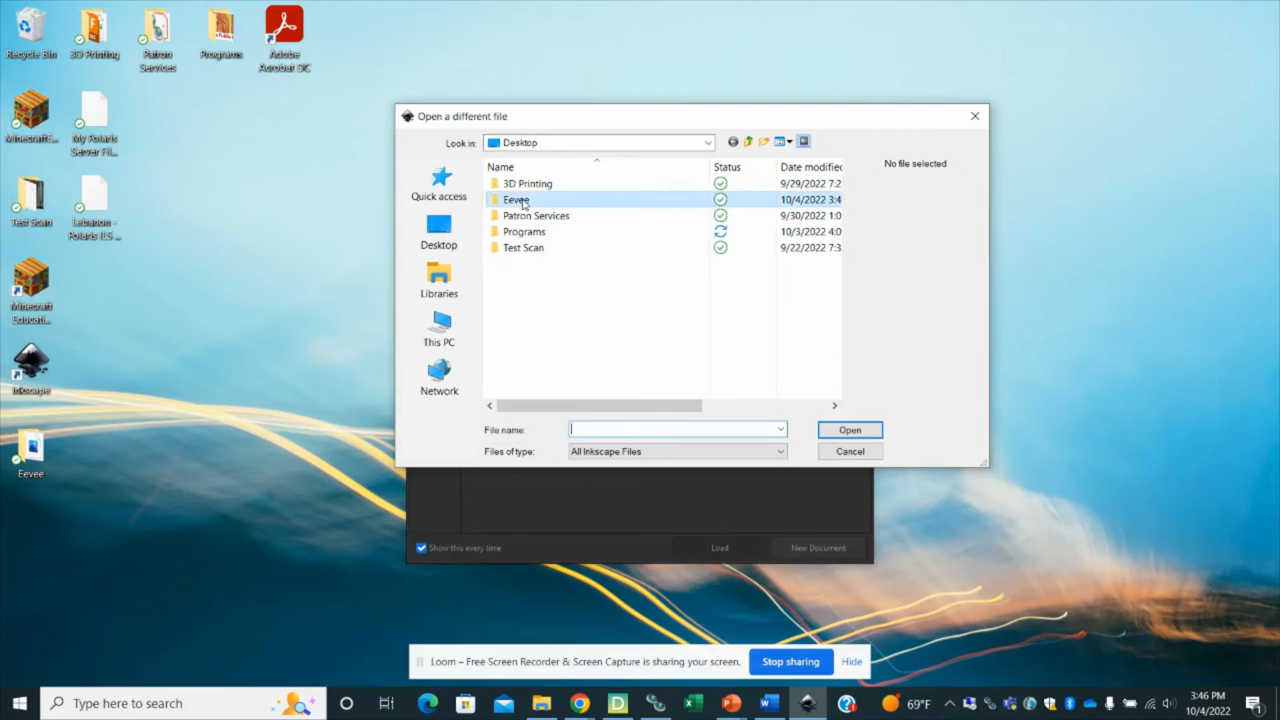 Recycle Bin
3D Printing
Patron
Services
Programs
Adobe
Acrobat DC
MinecraftE...
My Polaris
Server Fil...
Test Scan
Lebanon -
Polaris ILS ...
Minecraft
Educati...
Inkscape
Eevee
Open a different file
Look in:
Desktop
Quick access
Desktop
Libraries
This PC
Network
Name
Status
Date modified
3D Printing
9/29/2022 7:2
Eevee
10/4/2022 3:4
Patron Services
9/30/2022 1:0
Programs
10/3/2022 4:0
Test Scan
9/22/2022 7:3
No file selected
File name:
Open
Files of type:
All Inkscape Files
Cancel
Show this every time
Load
New Document
Loom – Free Screen Recorder & Screen Capture is sharing your screen.
Stop sharing
Hide
Type here to search
69°F
3:46 PM
10/4/2022